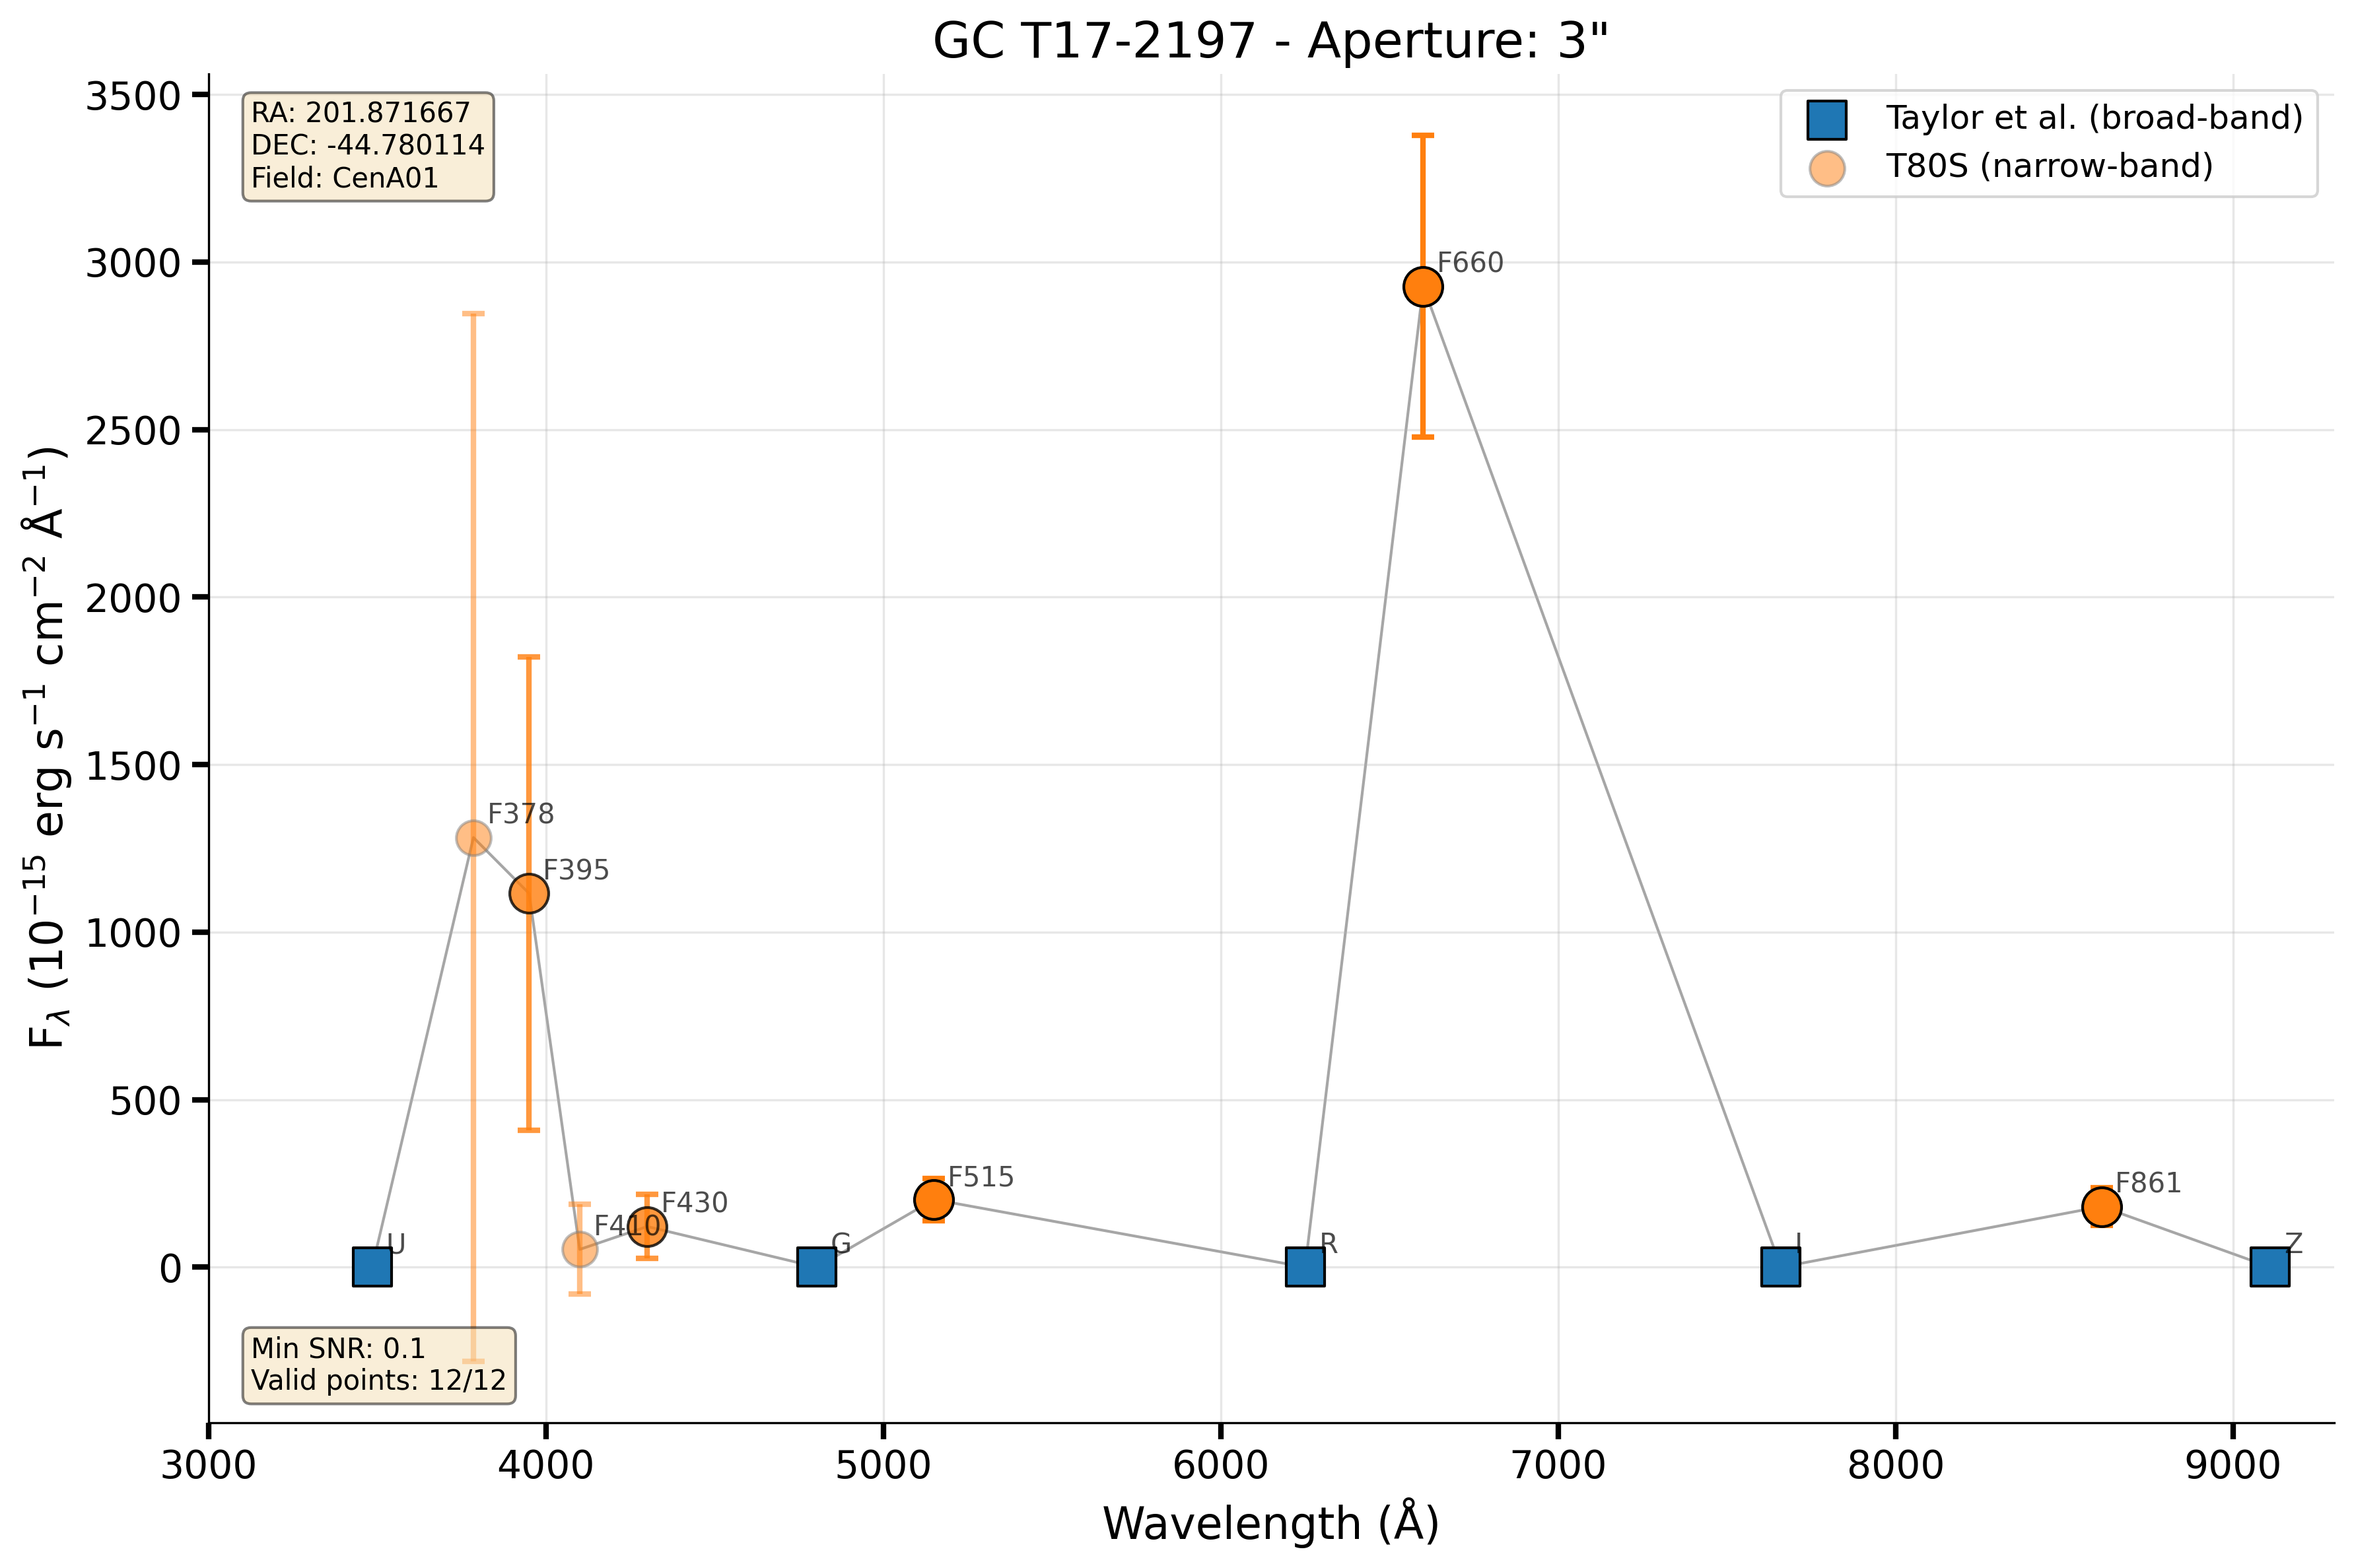 GC T17-2197 - Aperture: 3"
RA: 201.871667
DEC: -44.780114
Field: CenA01
Taylor et al. (broad-band)
T80S (narrow-band)
F_λ (10^−15 erg s^−1 cm^−2 Å^−1)
3500
3000
2500
2000
1500
1000
500
0
F660
F378
F395
F410
F430
F515
F861
U
G
R
I
Z
Min SNR: 0.1
Valid points: 12/12
3000
4000
5000
6000
7000
8000
9000
Wavelength (Å)